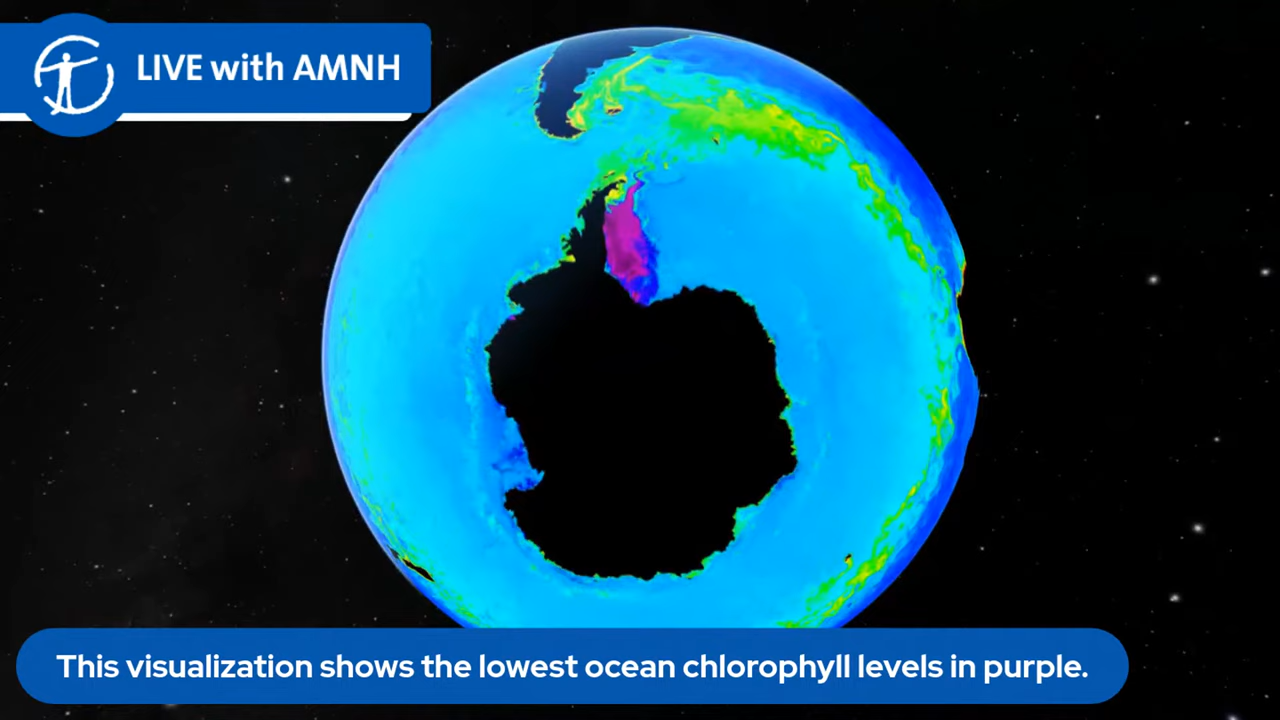 LIVE with AMNH
This visualization shows the lowest ocean chlorophyll levels in purple.